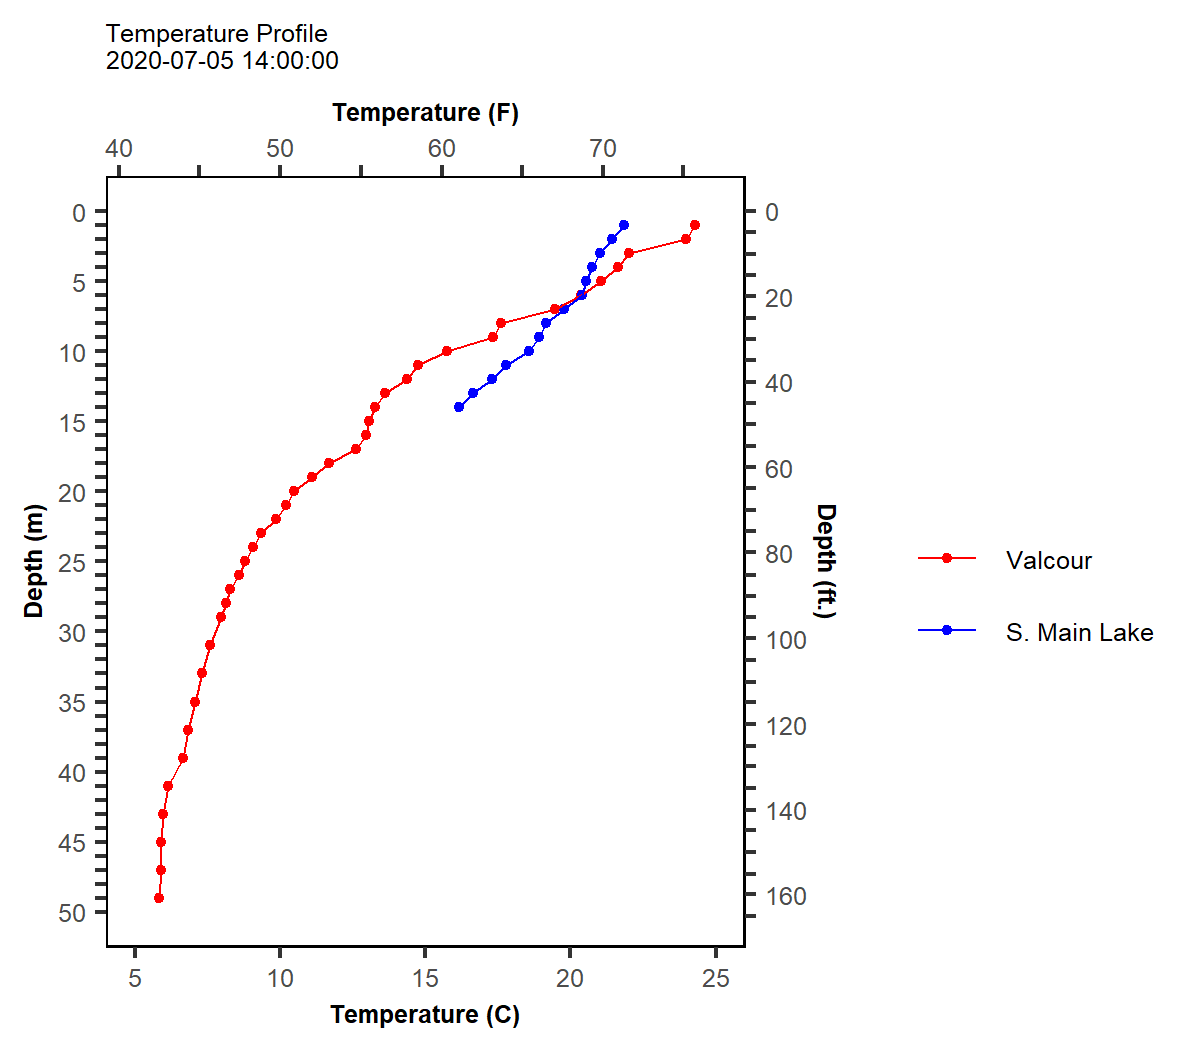 Temperature Profile
2020-07-05 14:00:00
Temperature (F)
40 50 60 70
0 0
5
20
10
40
15
60
20
80
25
30
100
35
120
40
140
45
160
50
Depth (m)
Depth (ft.)
Valcour
S. Main Lake
5 10 15 20 25
Temperature (C)